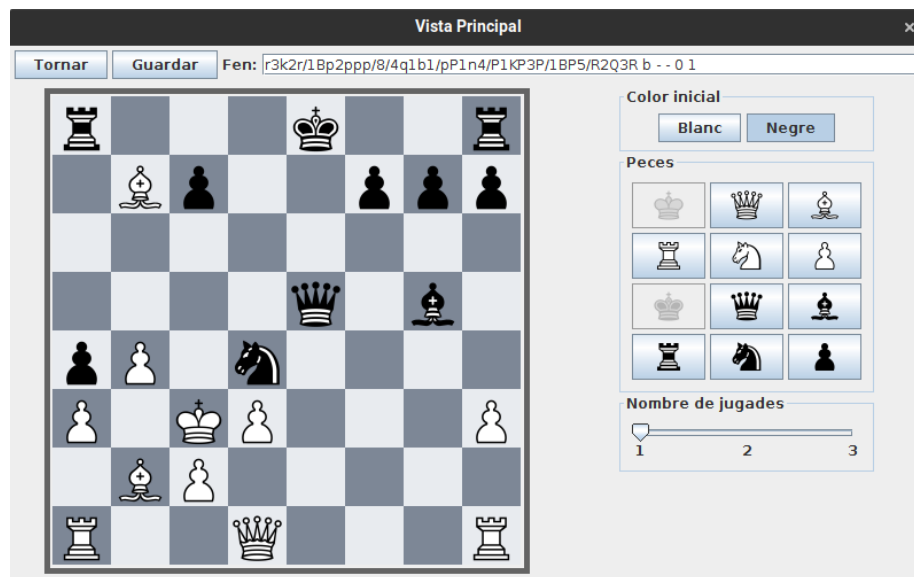 Vista Principal
Tornar Guardar Fen: r3k2r/1Bp2ppp/8/4q1b1/pP1n4/P1KP3P/1BP5/R2Q3R b - - 0 1
Color inicial
Blanc Negre
Peces
Nombre de jugades
1 2 3